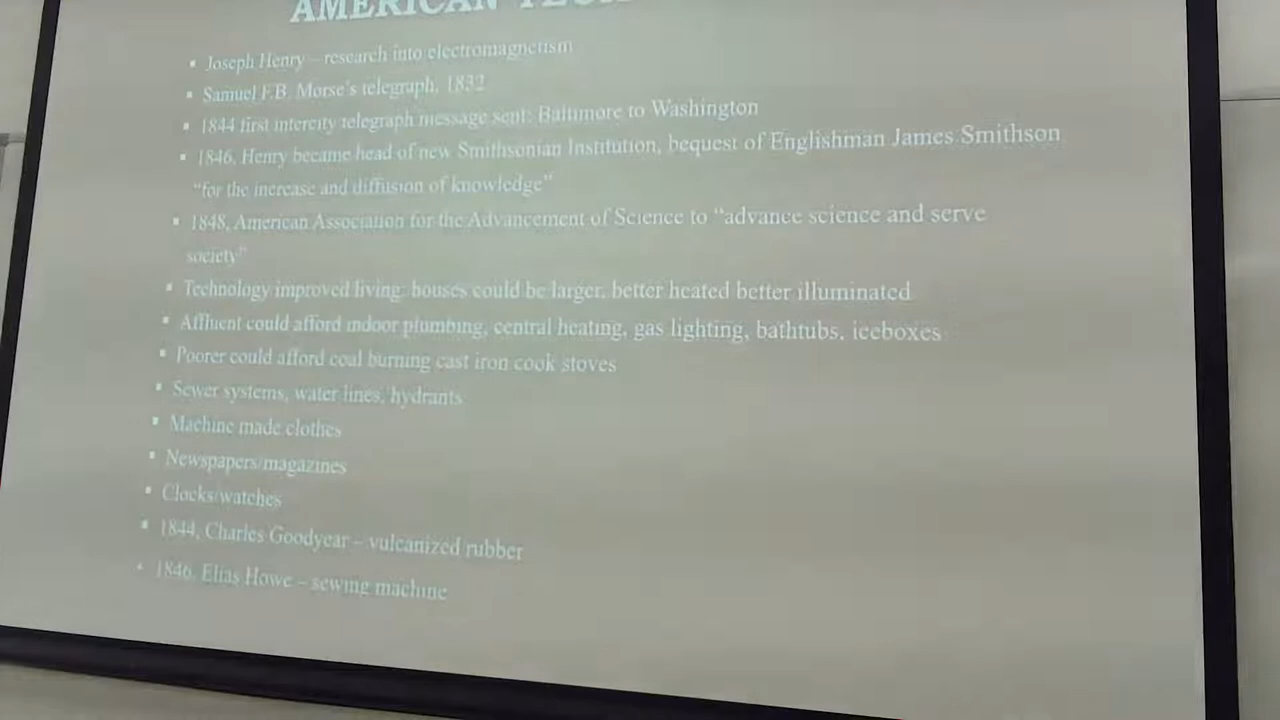 AMERICAN
▪ Joseph Henry – research into electromagnetism
▪ Samuel F.B. Morse's telegraph, 1832
▪ 1844 first intercity telegraph message sent: Baltimore to Washington
▪ 1846, Henry became head of new Smithsonian Institution, bequest of Englishman James Smithson
“for the increase and diffusion of knowledge”
▪ 1848, American Association for the Advancement of Science to “advance science and serve
society”
▪ Technology improved living: houses could be larger, better heated better illuminated
▪ Affluent could afford indoor plumbing, central heating, gas lighting, bathtubs, iceboxes
▪ Poorer could afford coal burning cast iron cook stoves
▪ Sewer systems, water lines, hydrants
▪ Machine made clothes
▪ Newspapers/magazines
▪ Clocks/watches
▪ 1844, Charles Goodyear – vulcanized rubber
▪ 1846, Elias Howe – sewing machine